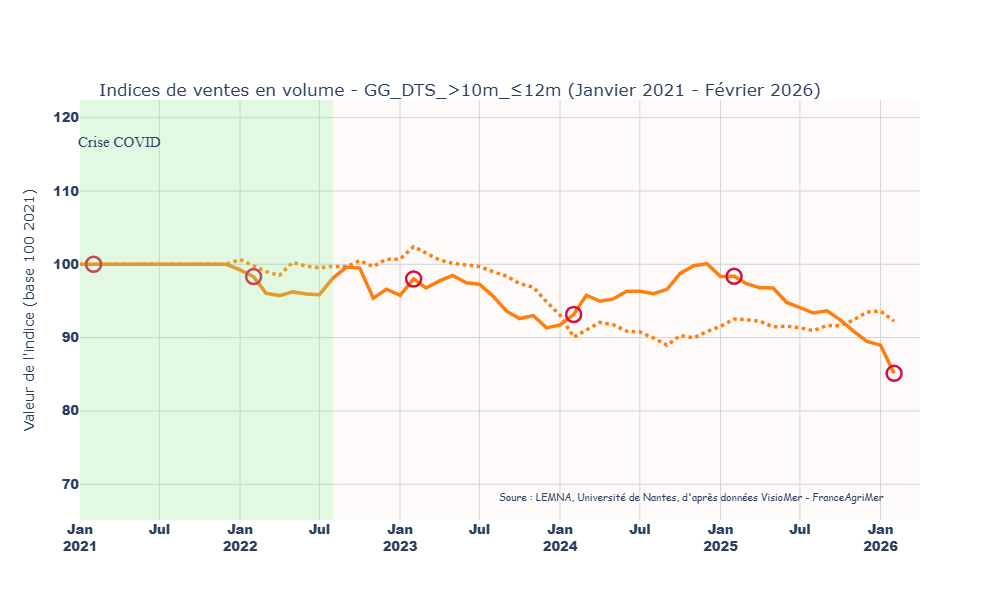 Indices de ventes en volume - GG_DTS_>10m_≤12m (Janvier 2021 - Février 2026)
Valeur de l'indice (base 100 2021)
120
110
100
90
80
70
Crise COVID
Soure : LEMNA, Université de Nantes, d'après données VisioMer - FranceAgriMer
Jan Jul Jan Jul Jan Jul Jan Jul Jan Jul Jan
2021 2022 2023 2024 2025 2026